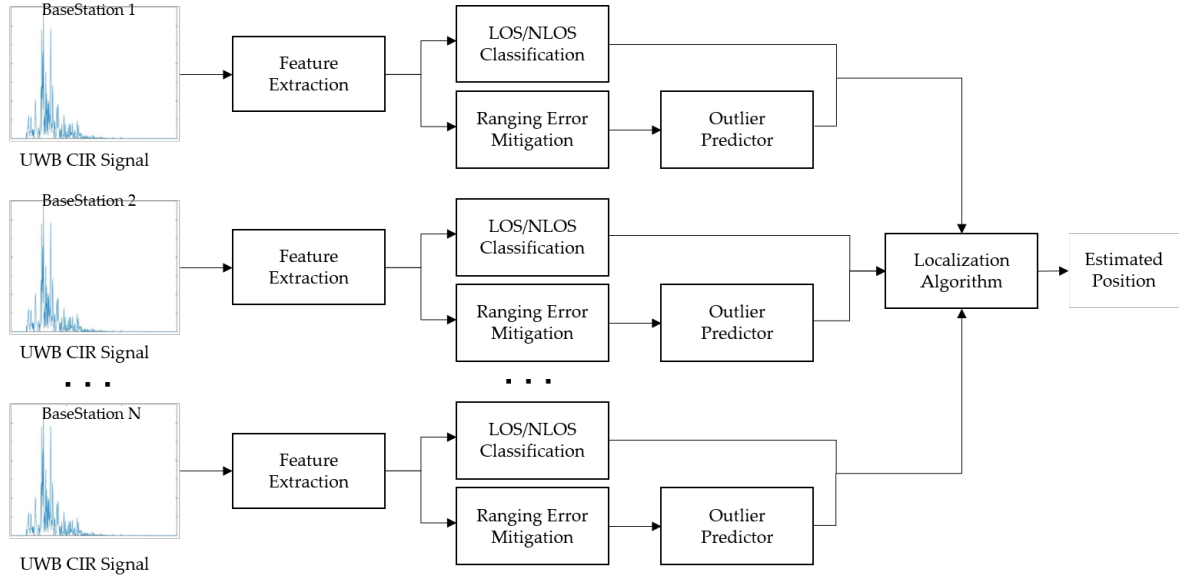 BaseStation 1
UWB CIR Signal
Feature
Extraction
LOS/NLOS
Classification
Ranging Error
Mitigation
Outlier
Predictor
BaseStation 2
UWB CIR Signal
Feature
Extraction
LOS/NLOS
Classification
Ranging Error
Mitigation
Outlier
Predictor
Localization
Algorithm
Estimated
Position
. . .
. . .
BaseStation N
UWB CIR Signal
Feature
Extraction
LOS/NLOS
Classification
Ranging Error
Mitigation
Outlier
Predictor